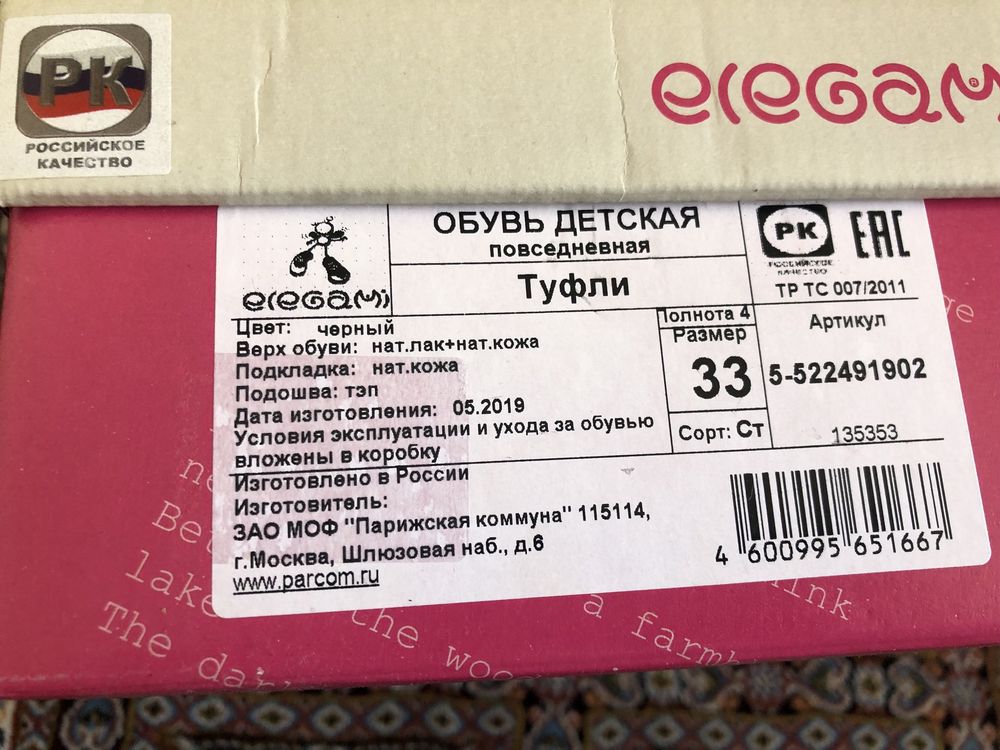 РК
РОССИЙСКОЕ
КАЧЕСТВО
elegami
ОБУВЬ ДЕТСКАЯ
повседневная
Туфли
РК
РОССИЙСКОЕ
КАЧЕСТВО
EAC
ТР ТС 007/2011
elegami
Цвет: черный
Верх обуви: нат.лак+нат.кожа
Подкладка: нат.кожа
Подошва: тэп
Дата изготовления: 05.2019
Условия эксплуатации и ухода за обувью
вложены в коробку
Полнота 4
Размер
33
Сорт: Ст
Артикул
5-522491902
135353
Изготовлено в России
Изготовитель:
ЗАО МОФ "Парижская коммуна" 115114,
г.Москва, Шлюзовая наб., д.6
www.parcom.ru
4 600995 651667
lake
the
a
The